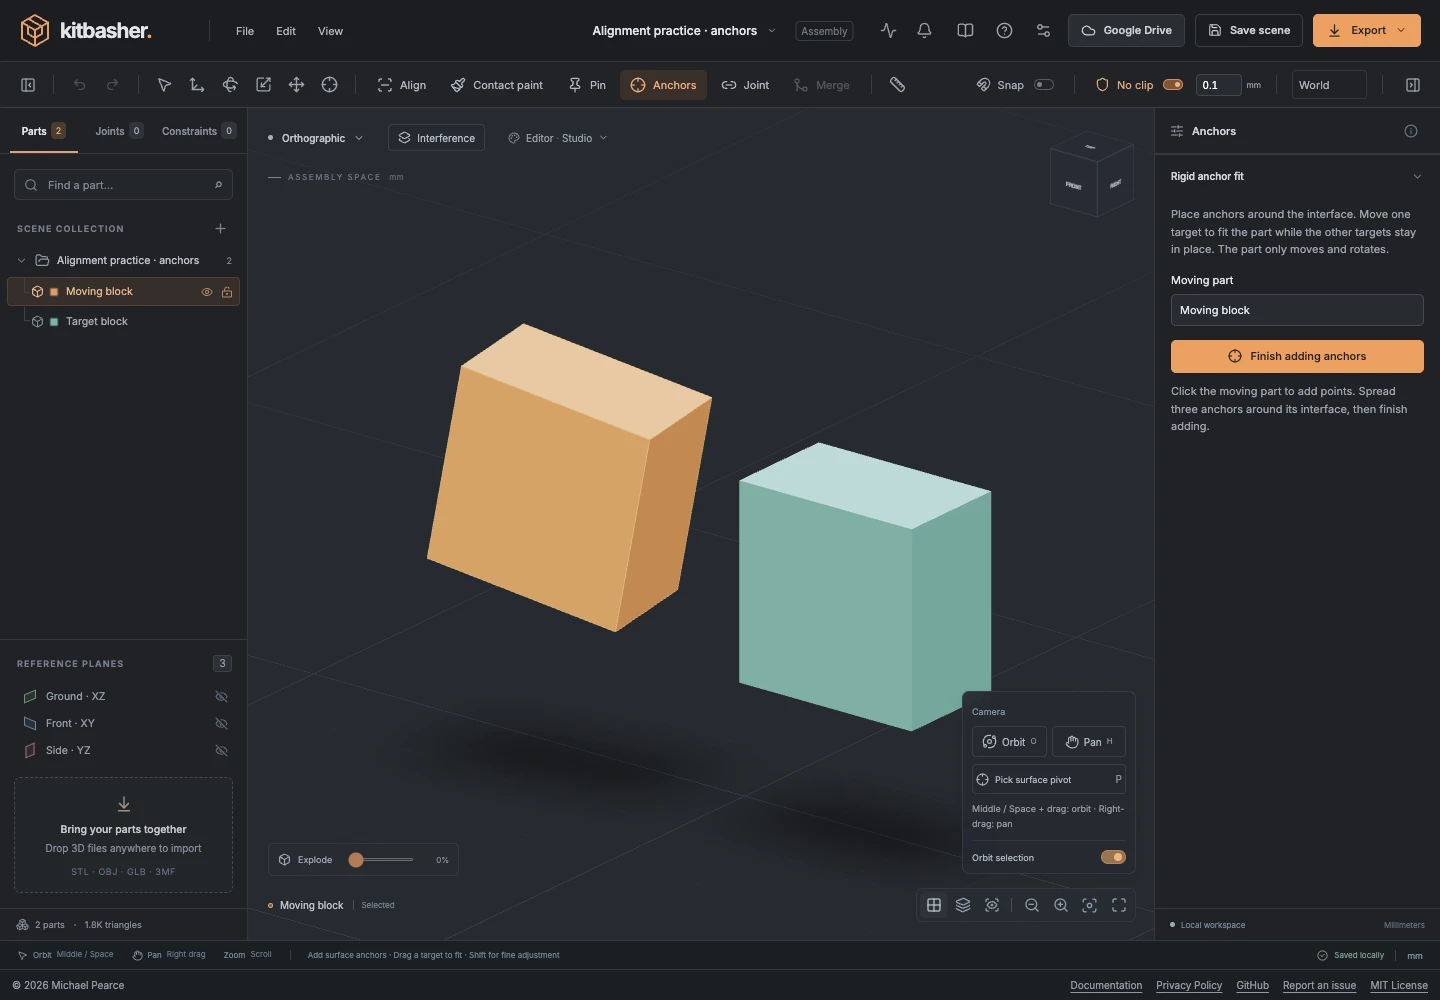 kitbasher.
File
Edit
View
Alignment practice · anchors
Assembly
Google Drive
Save scene
Export
Align
Contact paint
Pin
Anchors
Joint
Merge
Snap
No clip
0.1
mm
World
Parts 2
Joints 0
Constraints 0
Find a part...
SCENE COLLECTION
Alignment practice · anchors 2
Moving block
Target block
REFERENCE PLANES 3
Ground · XZ
Front · XY
Side · YZ
Bring your parts together
Drop 3D files anywhere to import
STL · OBJ · GLB · 3MF
2 parts · 1.8K triangles
Orthographic
Interference
Editor · Studio
ASSEMBLY SPACE mm
FRONT
RIGHT
Camera
Orbit O
Pan H
Pick surface pivot P
Middle / Space + drag: orbit · Right-
drag: pan
Orbit selection
Explode 0%
Moving block Selected
Anchors
Rigid anchor fit
Place anchors around the interface. Move one
target to fit the part while the other targets stay
in place. The part only moves and rotates.
Moving part
Moving block
Finish adding anchors
Click the moving part to add points. Spread
three anchors around its interface, then finish
adding.
Local workspace
Millimeters
Orbit Middle / Space
Pan Right drag
Zoom Scroll
Add surface anchors · Drag a target to fit · Shift for fine adjustment
Saved locally
mm
© 2026 Michael Pearce
Documentation
Privacy Policy
GitHub
Report an issue
MIT License